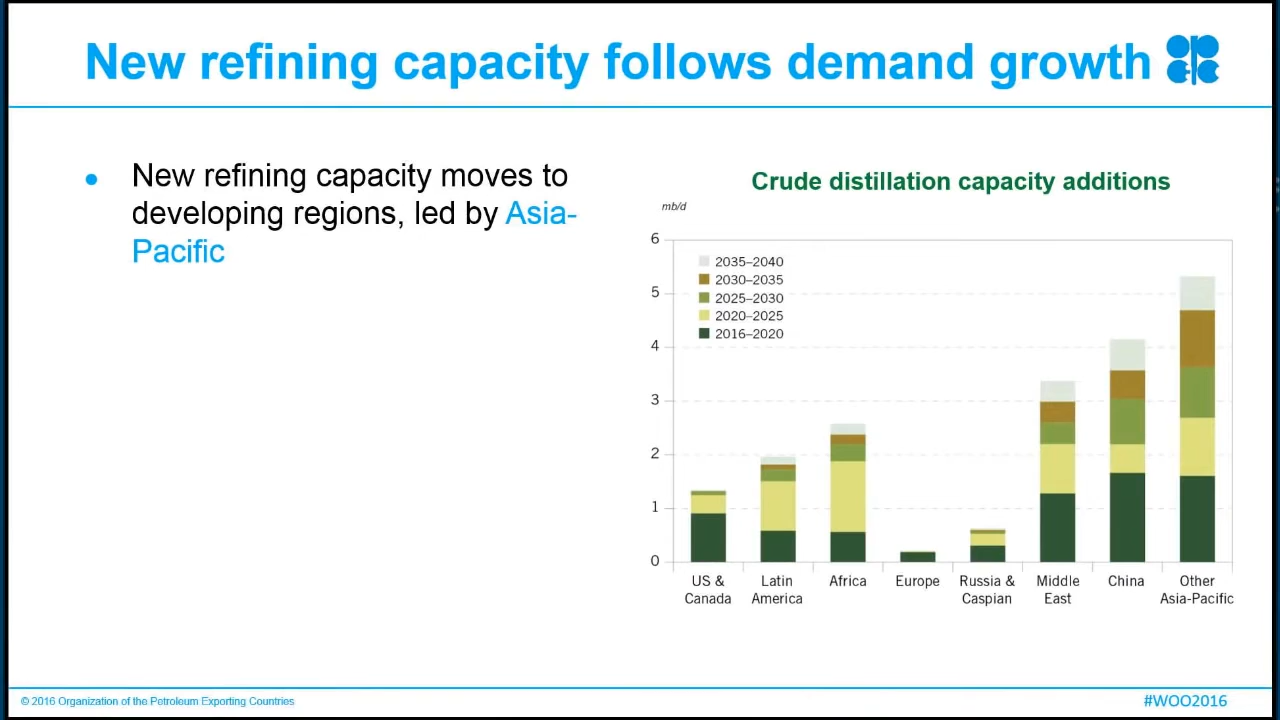 New refining capacity follows demand growth
OPEC
• New refining capacity moves to
developing regions, led by Asia-
Pacific
Crude distillation capacity additions
mb/d
6
5
4
3
2
1
0
2035–2040
2030–2035
2025–2030
2020–2025
2016–2020
US &
Canada
Latin
America
Africa
Europe
Russia &
Caspian
Middle
East
China
Other
Asia-Pacific
© 2016 Organization of the Petroleum Exporting Countries
#WOO2016